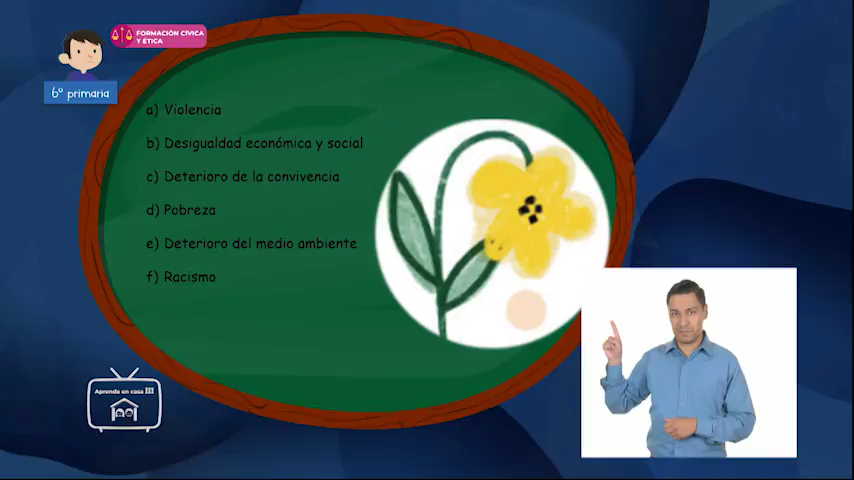 FORMACIÓN CÍVICA
Y ÉTICA
6° primaria
a) Violencia
b) Desigualdad económica y social
c) Deterioro de la convivencia
d) Pobreza
e) Deterioro del medio ambiente
f) Racismo
Aprende en casa III